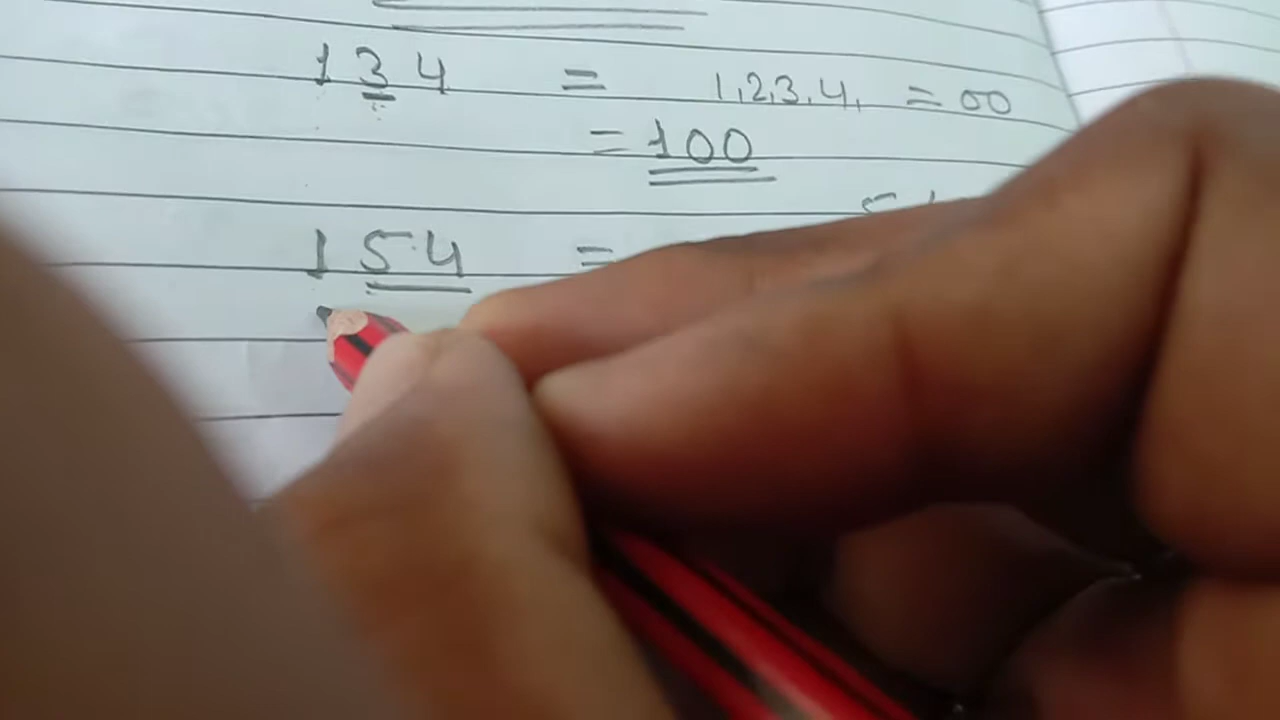 134 = 1,2,3,4, = 00
= 100
154 =